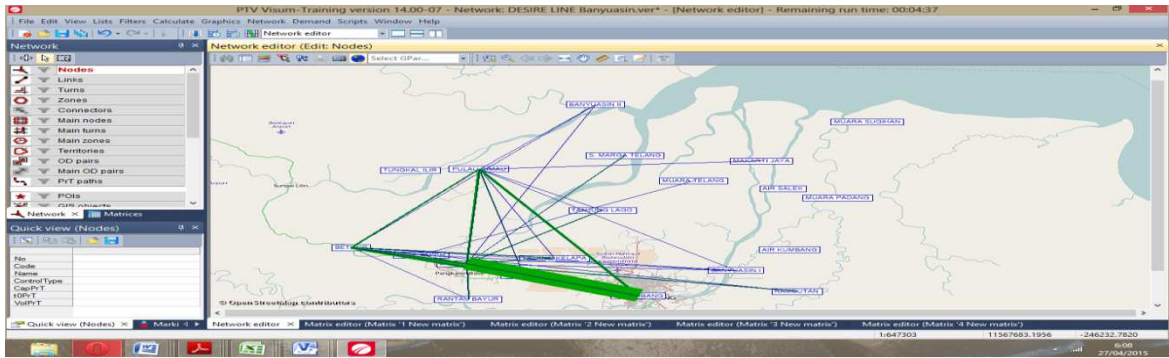 PTV Visum-Training version 14.00-07 - Network: DESIRE LINE Banyuasin.ver* - [Network editor] - Remaining run time: 00:04:37
File Edit View Lists Filters Calculate Graphics Network Demand Scripts Window Help
Network editor
Network
Network editor (Edit: Nodes)
Select GPar...
Nodes
Links
Turns
Zones
Connectors
Main nodes
Main turns
Main zones
Territories
OD pairs
Main OD pairs
PrT paths
POIs
GIS objects
Network
Matrices
Quick view (Nodes)
No
Code
Name
ControlType
CapPrT
t0PrT
VolPrT
BANYUASIN II
MUARA SUGIHAN
S. MARGA TELANG
MAKARTI JAYA
TUNGKAL ILIR
PULAU
MUARA TELANG
AIR SALEK
MUARA PADANG
TANJUNG LAGO
AIR KUMBANG
KELAPA
BANYUASIN I
RAMBUTAN
RANTAU BAYUR
© OpenStreetMap contributors
Quick view (Nodes)
Marki
Network editor
Matrix editor (Matrix '1 New matrix')
Matrix editor (Matrix '2 New matrix')
Matrix editor (Matrix '3 New matrix')
Matrix editor (Matrix '4 New matrix')
1:647303
11567683.1956
-246232.7820
6:08
27/04/2015